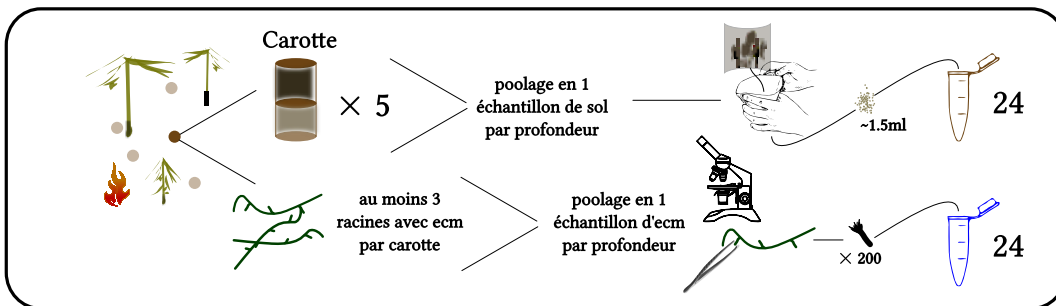 Carotte
× 5
poolage en 1
échantillon de sol
par profondeur
~1.5ml
24
au moins 3
racines avec ecm
par carotte
poolage en 1
échantillon d'ecm
par profondeur
× 200
24